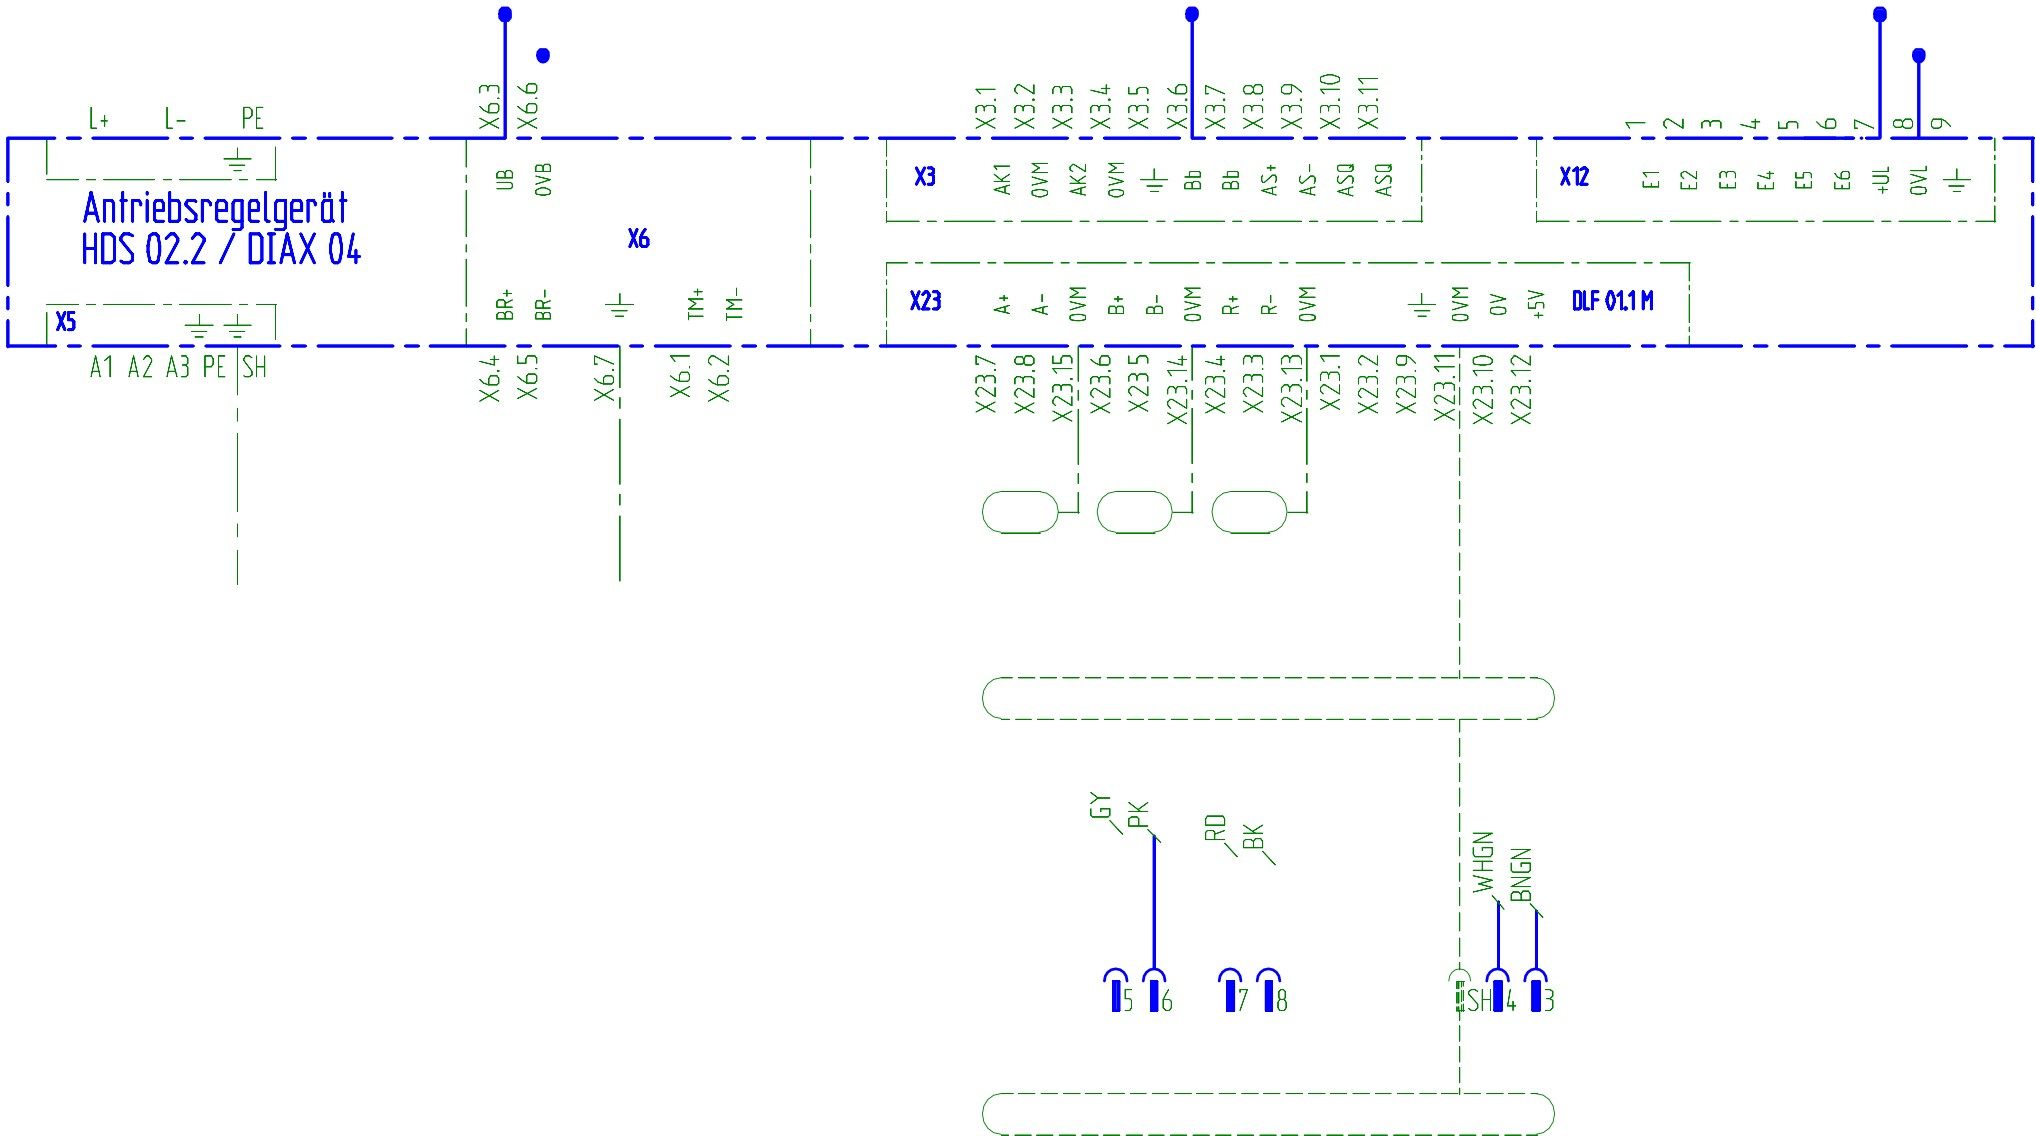 X6.3 X6.6 X3.1 X3.2 X3.3 X3.4 X3.5 X3.6 X3.7 X3.8 X3.9 X3.10 X3.11
L+ L- PE 1 2 3 4 5 6 7 8 9
UB 0VB X3 AK1 0VM AK2 0VM Bb Bb AS+ AS- ASQ ASQ X12 E1 E2 E3 E4 E5 E6 +UL 0VL
Antriebsregelgerät
HDS 02.2 / DIAX 04
X6
X5 BR+ BR- TM+ TM- X23 A+ A- 0VM B+ B- 0VM R+ R- 0VM 0VM 0V +5V DLF 01.1 M
A1 A2 A3 PE SH X6.4 X6.5 X6.7 X6.1 X6.2 X23.7 X23.8 X23.15 X23.6 X23 5 X23.14 X23.4 X23.3 X23.13 X23.1 X23.2 X23.9 X23.11 X23.10 X23.12
GY PK RD BK WHGN BNGN
5 6 7 8 SH 4 3